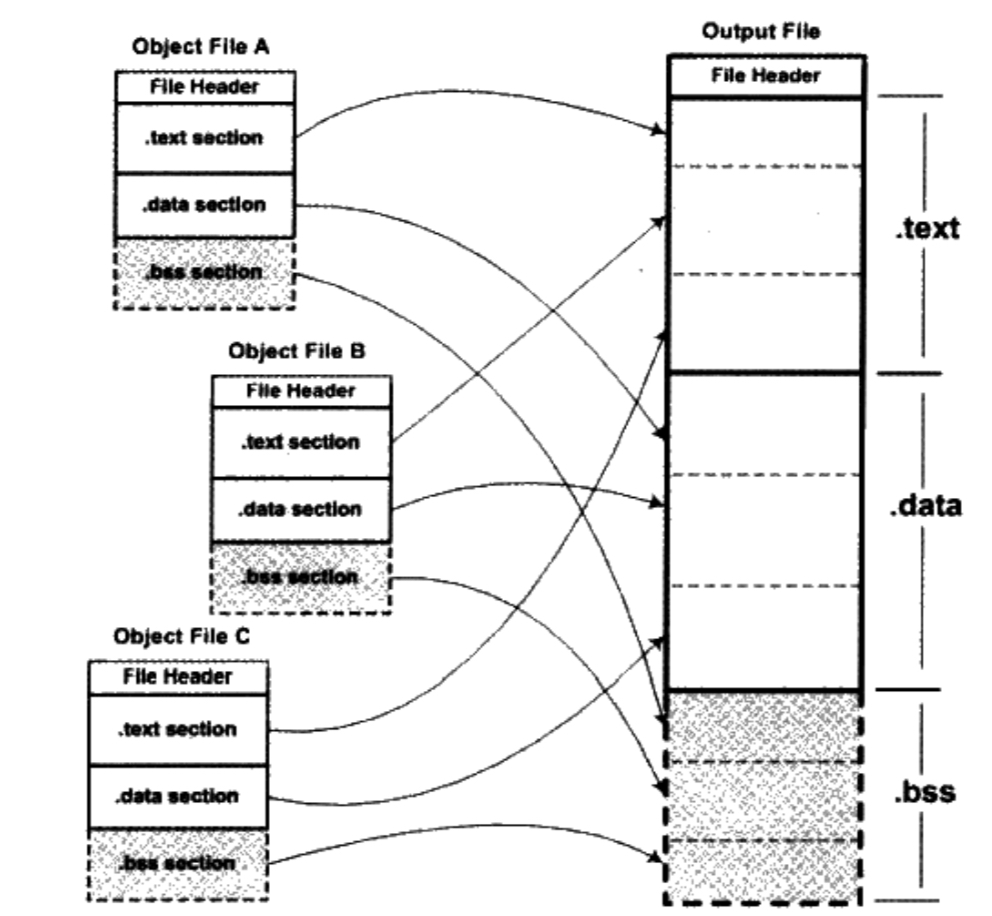 Object File A
File Header
.text section
.data section
.bss section
Object File B
File Header
.text section
.data section
.bss section
Object File C
File Header
.text section
.data section
.bss section
Output File
File Header
.text
.data
.bss